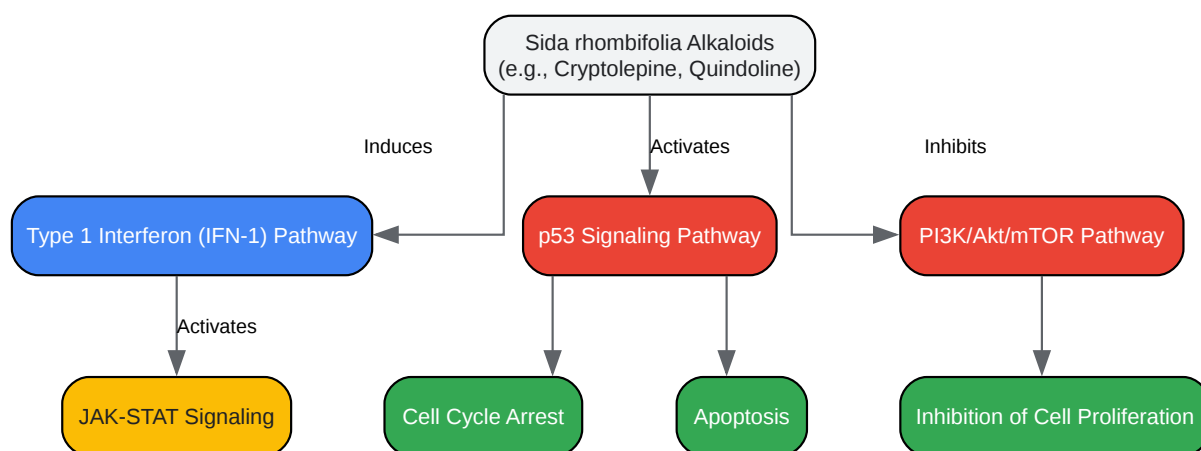 Sida rhombifolia Alkaloids
(e.g., Cryptolepine, Quindoline)
Induces
Activates
Inhibits
Type 1 Interferon (IFN-1) Pathway
p53 Signaling Pathway
PI3K/Akt/mTOR Pathway
Activates
JAK-STAT Signaling
Cell Cycle Arrest
Apoptosis
Inhibition of Cell Proliferation